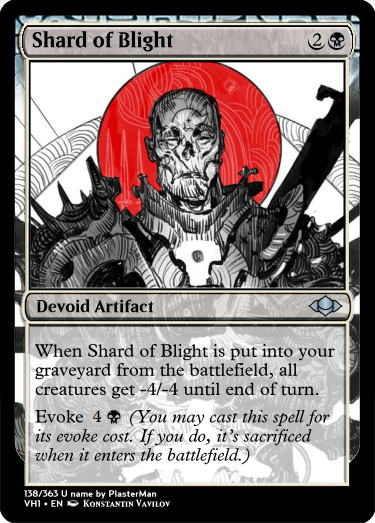 Shard of Blight 2
Devoid Artifact
When Shard of Blight is put into your
graveyard from the battlefield, all
creatures get -4/-4 until end of turn.
Evoke 4 (You may cast this spell for
its evoke cost. If you do, it's sacrificed
when it enters the battlefield.)
138/363 U name by PlasterMan
VH1 • EN Konstantin Vavilov